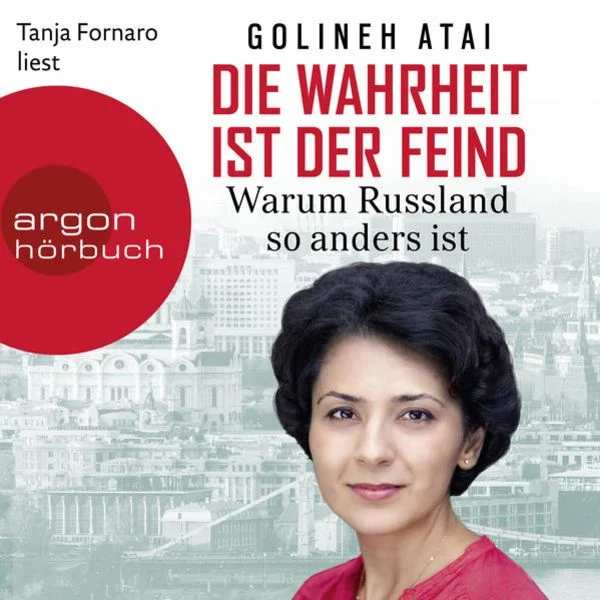 Tanja Fornaro
liest
GOLINEH ATAI
DIE WAHRHEIT
IST DER FEIND
Warum Russland
so anders ist
argon
hörbuch